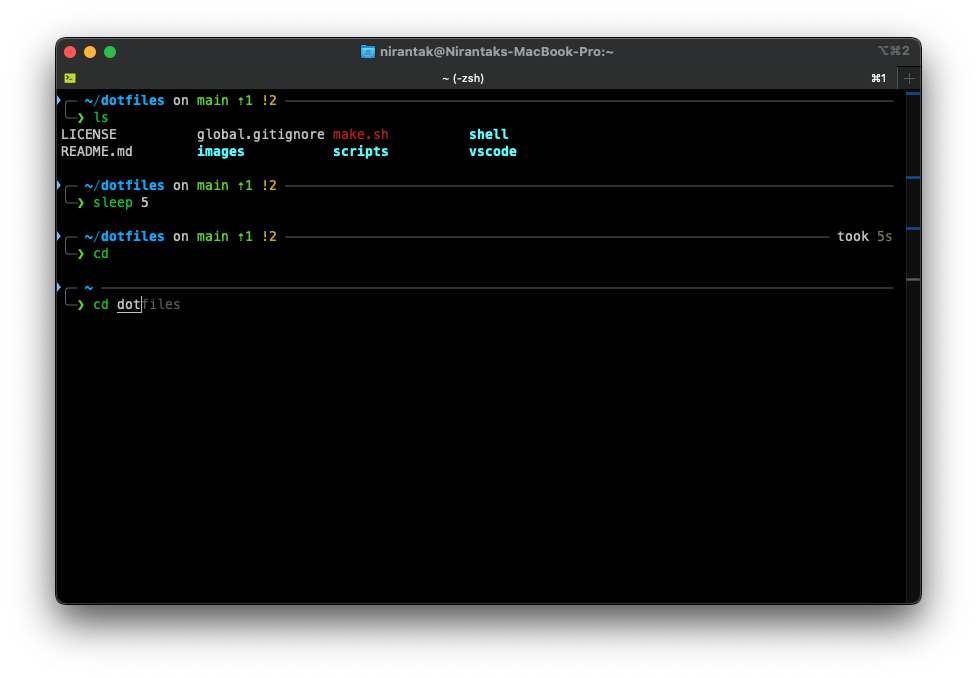 nirantak@Nirantaks-MacBook-Pro:~ ⌥⌘2
~ (-zsh) ⌘1
~/dotfiles on main ⇡1 !2
❯ ls
LICENSE global.gitignore make.sh shell
README.md images scripts vscode
~/dotfiles on main ⇡1 !2
❯ sleep 5
~/dotfiles on main ⇡1 !2 took 5s
❯ cd
~
❯ cd dotfiles